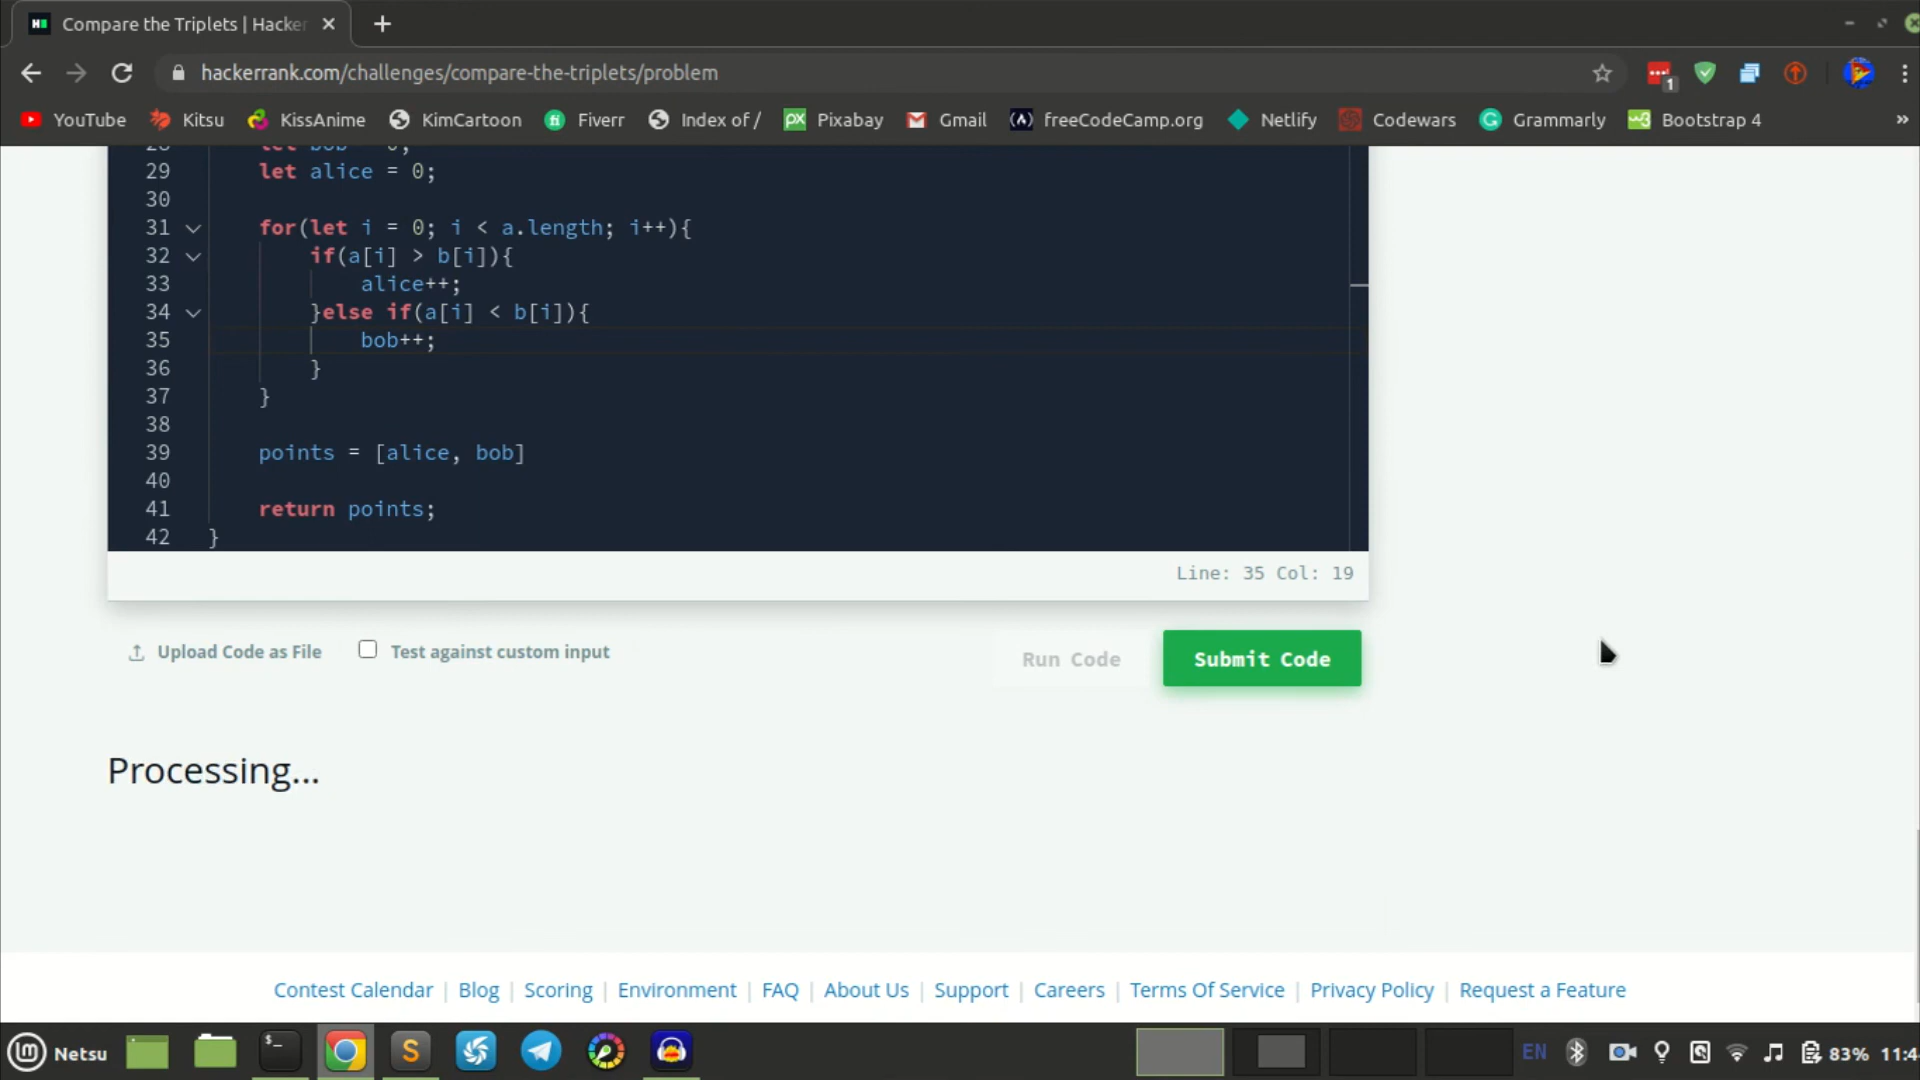 Compare the Triplets | Hacker
hackerrank.com/challenges/compare-the-triplets/problem
1
YouTube Kitsu KissAnime KimCartoon Fiverr Index of / Pixabay Gmail freeCodeCamp.org Netlify Codewars Grammarly Bootstrap 4 »
29 let alice = 0;
30
31 for(let i = 0; i < a.length; i++){
32 if(a[i] > b[i]){
33 alice++;
34 }else if(a[i] < b[i]){
35 bob++;
36 }
37 }
38
39 points = [alice, bob]
40
41 return points;
42 }
Line: 35 Col: 19
Upload Code as File Test against custom input Run Code Submit Code
Processing...
Contest Calendar | Blog | Scoring | Environment | FAQ | About Us | Support | Careers | Terms Of Service | Privacy Policy | Request a Feature
Netsu EN 83% 11:4